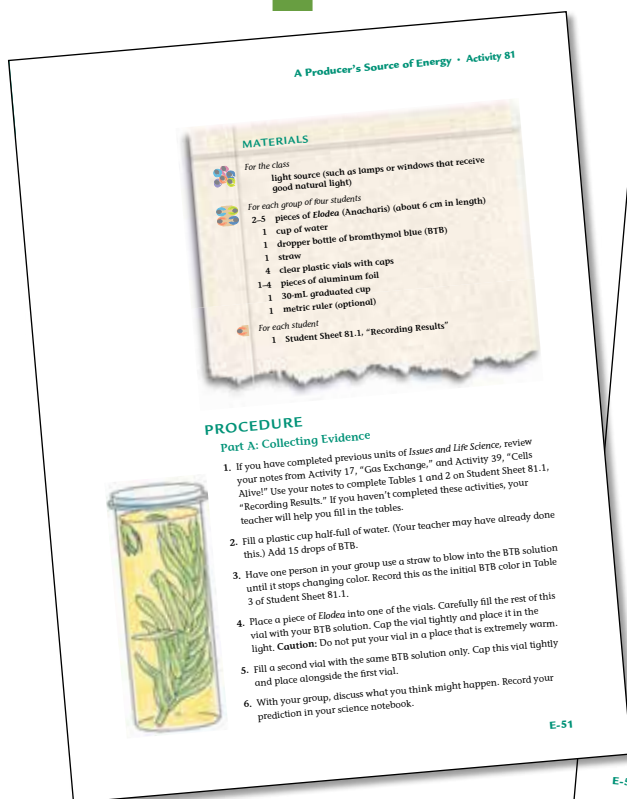 A Producer's Source of Energy · Activity 81
MATERIALS
For the class
light source (such as lamps or windows that receive
good natural light)
For each group of four students
2–5 pieces of Elodea (Anacharis) (about 6 cm in length)
1 cup of water
1 dropper bottle of bromthymol blue (BTB)
1 straw
4 clear plastic vials with caps
1–4 pieces of aluminum foil
1 30-mL graduated cup
1 metric ruler (optional)
For each student
1 Student Sheet 81.1, "Recording Results"
PROCEDURE
Part A: Collecting Evidence
1. If you have completed previous units of Issues and Life Science, review
your notes from Activity 17, "Gas Exchange," and Activity 39, "Cells
Alive!" Use your notes to complete Tables 1 and 2 on Student Sheet 81.1,
"Recording Results." If you haven't completed these activities, your
teacher will help you fill in the tables.
2. Fill a plastic cup half-full of water. (Your teacher may have already done
this.) Add 15 drops of BTB.
3. Have one person in your group use a straw to blow into the BTB solution
until it stops changing color. Record this as the initial BTB color in Table
3 of Student Sheet 81.1.
4. Place a piece of Elodea into one of the vials. Carefully fill the rest of this
vial with your BTB solution. Cap the vial tightly and place it in the
light. Caution: Do not put your vial in a place that is extremely warm.
5. Fill a second vial with the same BTB solution only. Cap this vial tightly
and place alongside the first vial.
6. With your group, discuss what you think might happen. Record your
prediction in your science notebook.
E-51